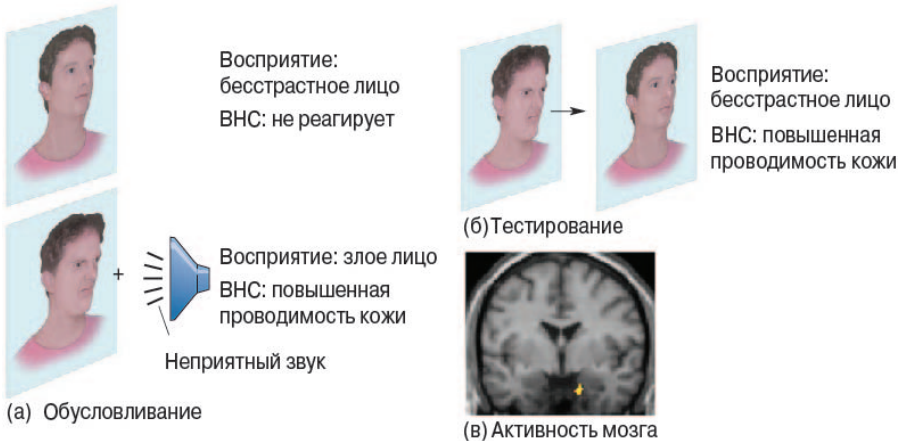 Восприятие:
бесстрастное лицо
ВНС: не реагирует
+
Восприятие: злое лицо
ВНС: повышенная
проводимость кожи
Неприятный звук
(а) Обусловливание
Восприятие:
бесстрастное лицо
ВНС: повышенная
проводимость кожи
(б)Тестирование
(в) Активность мозга